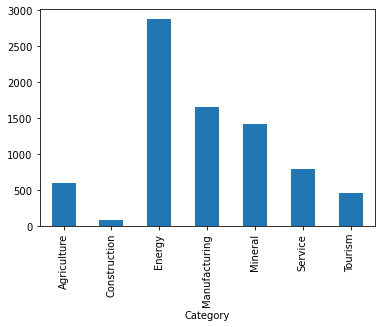 3000
2500
2000
1500
1000
500
0
Agriculture
Construction
Energy
Manufacturing
Mineral
Service
Tourism
Category